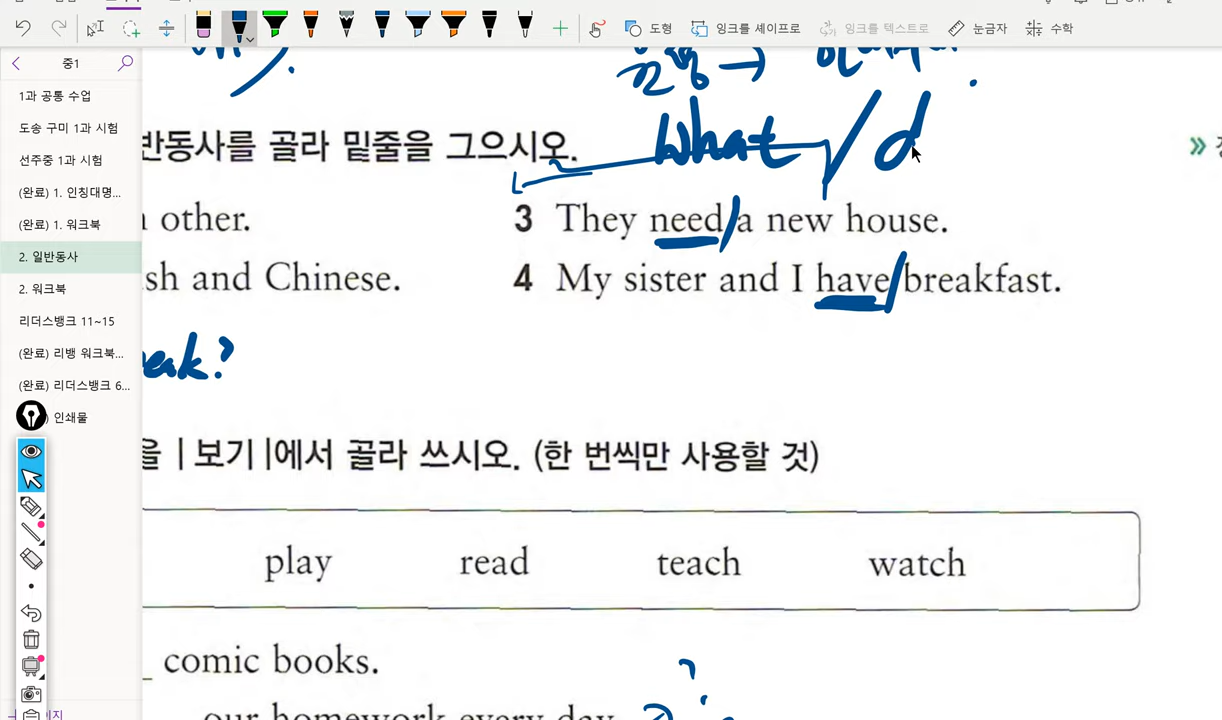 도형
잉크를 셰이프로
잉크를 텍스트로
눈금자
수학
중1
1과 공통 수업
도송 구미 1과 시험
선주중 1과 시험
(완료) 1. 인칭대명...
(완료) 1. 워크북
2. 일반동사
2. 워크북
리더스뱅크 11~15
(완료) 리뱅 워크북...
(완료) 리더스뱅크 6...
인쇄물
What / d
반동사를 골라 밑줄을 그으시오.
other.
3 They need / a new house.
sh and Chinese.
4 My sister and I have / breakfast.
eak?
을 | 보기 |에서 골라 쓰시오. (한 번씩만 사용할 것)
play read teach watch
comic books.
our homework every day.
?